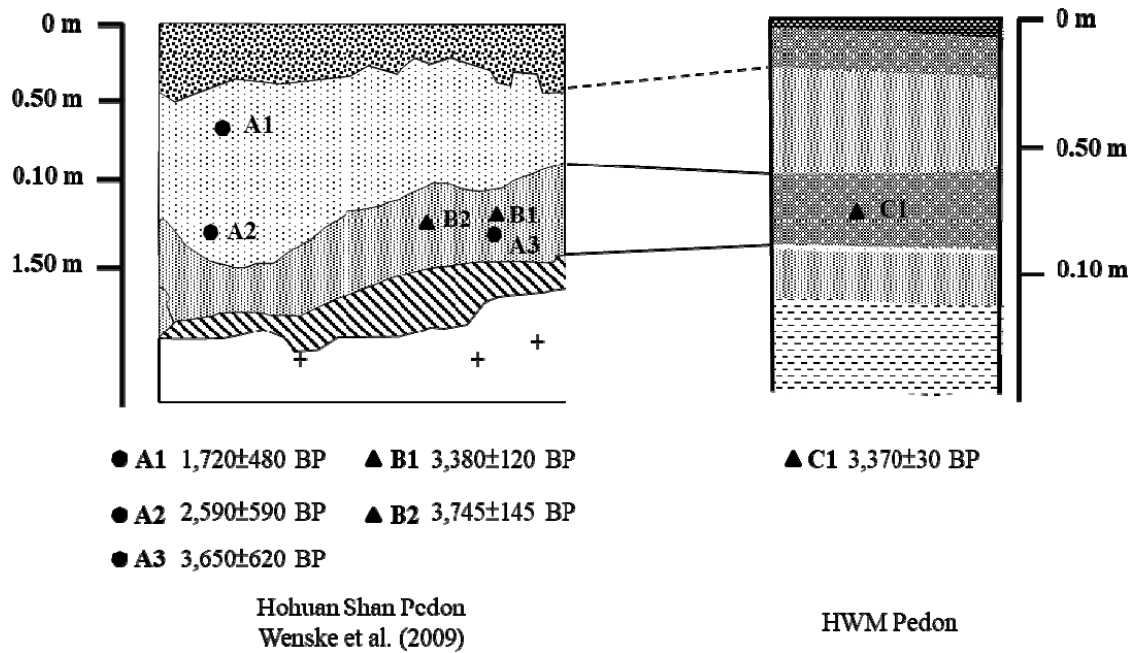 0 m
0.50 m
0.10 m
1.50 m
A1
A2
B2
B1
A3
C1
0 m
0.50 m
0.10 m
A1 1,720±480 BP
B1 3,380±120 BP
C1 3,370±30 BP
A2 2,590±590 BP
B2 3,745±145 BP
A3 3,650±620 BP
Hohuan Shan Pedon
Wenske et al. (2009)
HWM Pedon